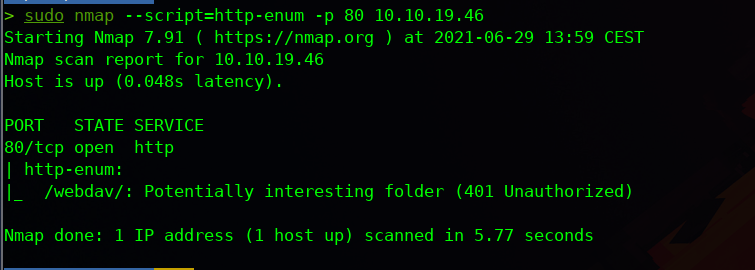 > sudo nmap --script=http-enum -p 80 10.10.19.46
Starting Nmap 7.91 ( https://nmap.org ) at 2021-06-29 13:59 CEST
Nmap scan report for 10.10.19.46
Host is up (0.048s latency).
PORT   STATE SERVICE
80/tcp open  http
| http-enum:
|_  /webdav/: Potentially interesting folder (401 Unauthorized)
Nmap done: 1 IP address (1 host up) scanned in 5.77 seconds